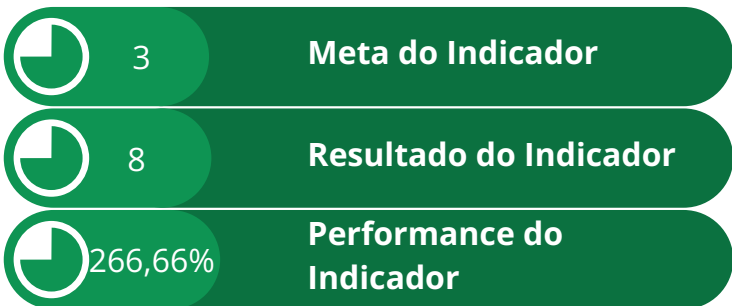 3 Meta do Indicador
8 Resultado do Indicador
266,66% Performance do
Indicador